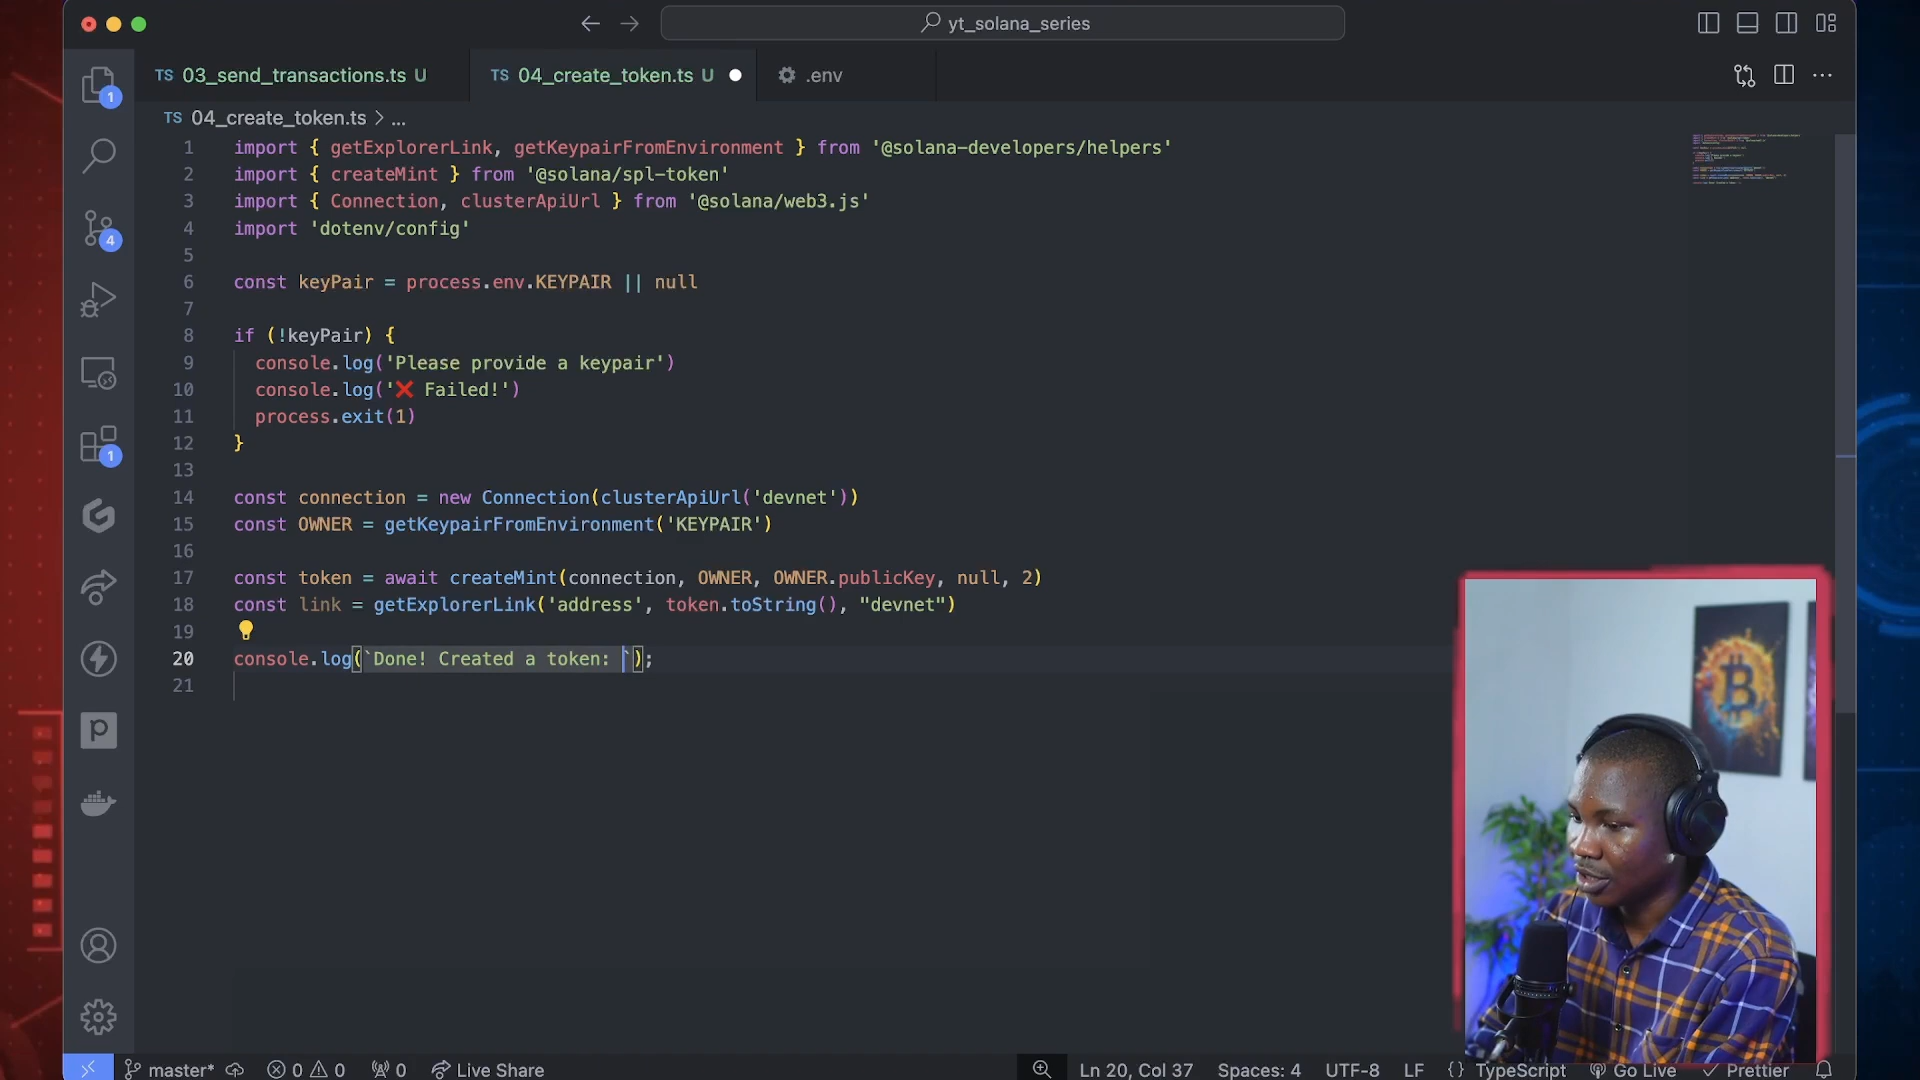 yt_solana_series
TS 03_send_transactions.ts U
TS 04_create_token.ts U
.env
TS 04_create_token.ts > ...
1 import { getExplorerLink, getKeypairFromEnvironment } from '@solana-developers/helpers'
2 import { createMint } from '@solana/spl-token'
3 import { Connection, clusterApiUrl } from '@solana/web3.js'
4 import 'dotenv/config'
5
6 const keyPair = process.env.KEYPAIR || null
7
8 if (!keyPair) {
9 console.log('Please provide a keypair')
10 console.log('❌ Failed!')
11 process.exit(1)
12 }
13
14 const connection = new Connection(clusterApiUrl('devnet'))
15 const OWNER = getKeypairFromEnvironment('KEYPAIR')
16
17 const token = await createMint(connection, OWNER, OWNER.publicKey, null, 2)
18 const link = getExplorerLink('address', token.toString(), "devnet")
19
20 console.log(`Done! Created a token: `);
21
1
4
1
master* 0 0 0 Live Share Ln 20, Col 37 Spaces: 4 UTF-8 LF {} TypeScript Go Live Prettier